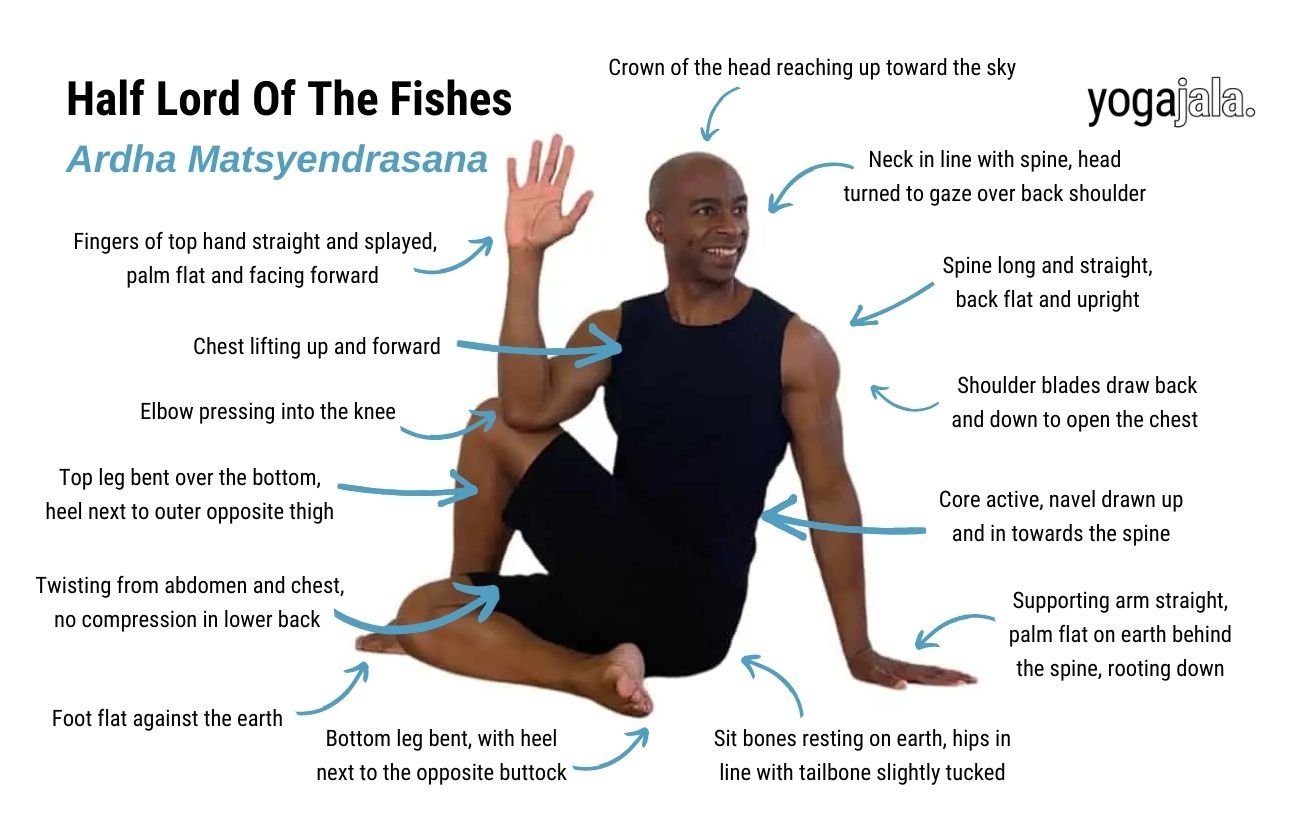 Half Lord Of The Fishes
Ardha Matsyendrasana
yogajala.
Crown of the head reaching up toward the sky
Neck in line with spine, head
turned to gaze over back shoulder
Fingers of top hand straight and splayed,
palm flat and facing forward
Spine long and straight,
back flat and upright
Chest lifting up and forward
Shoulder blades draw back
and down to open the chest
Elbow pressing into the knee
Top leg bent over the bottom,
heel next to outer opposite thigh
Core active, navel drawn up
and in towards the spine
Twisting from abdomen and chest,
no compression in lower back
Supporting arm straight,
palm flat on earth behind
the spine, rooting down
Foot flat against the earth
Bottom leg bent, with heel
next to the opposite buttock
Sit bones resting on earth, hips in
line with tailbone slightly tucked